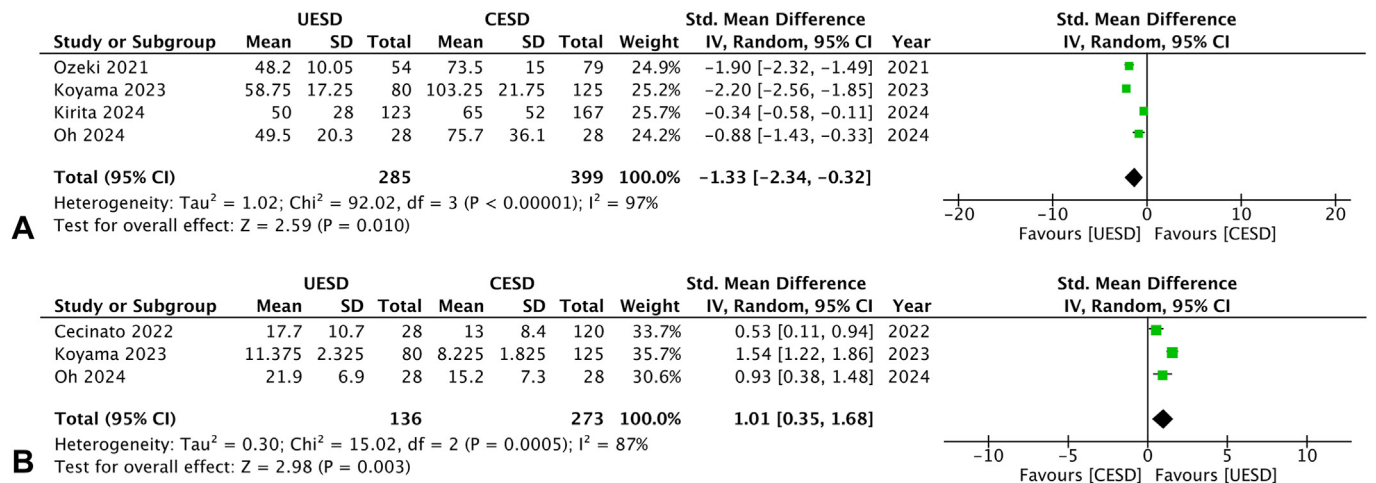 UESD CESD Std. Mean Difference Std. Mean Difference
Study or Subgroup Mean SD Total Mean SD Total Weight IV, Random, 95% CI Year IV, Random, 95% CI
Ozeki 2021 48.2 10.05 54 73.5 15 79 24.9% −1.90 [−2.32, −1.49] 2021
Koyama 2023 58.75 17.25 80 103.25 21.75 125 25.2% −2.20 [−2.56, −1.85] 2023
Kirita 2024 50 28 123 65 52 167 25.7% −0.34 [−0.58, −0.11] 2024
Oh 2024 49.5 20.3 28 75.7 36.1 28 24.2% −0.88 [−1.43, −0.33] 2024
Total (95% CI) 285 399 100.0% −1.33 [−2.34, −0.32]
Heterogeneity: Tau² = 1.02; Chi² = 92.02, df = 3 (P < 0.00001); I² = 97%
Test for overall effect: Z = 2.59 (P = 0.010)
−20 −10 0 10 20
Favours [UESD] Favours [CESD]
A
UESD CESD Std. Mean Difference Std. Mean Difference
Study or Subgroup Mean SD Total Mean SD Total Weight IV, Random, 95% CI Year IV, Random, 95% CI
Cecinato 2022 17.7 10.7 28 13 8.4 120 33.7% 0.53 [0.11, 0.94] 2022
Koyama 2023 11.375 2.325 80 8.225 1.825 125 35.7% 1.54 [1.22, 1.86] 2023
Oh 2024 21.9 6.9 28 15.2 7.3 28 30.6% 0.93 [0.38, 1.48] 2024
Total (95% CI) 136 273 100.0% 1.01 [0.35, 1.68]
Heterogeneity: Tau² = 0.30; Chi² = 15.02, df = 2 (P = 0.0005); I² = 87%
Test for overall effect: Z = 2.98 (P = 0.003)
−10 −5 0 5 10
Favours [CESD] Favours [UESD]
B